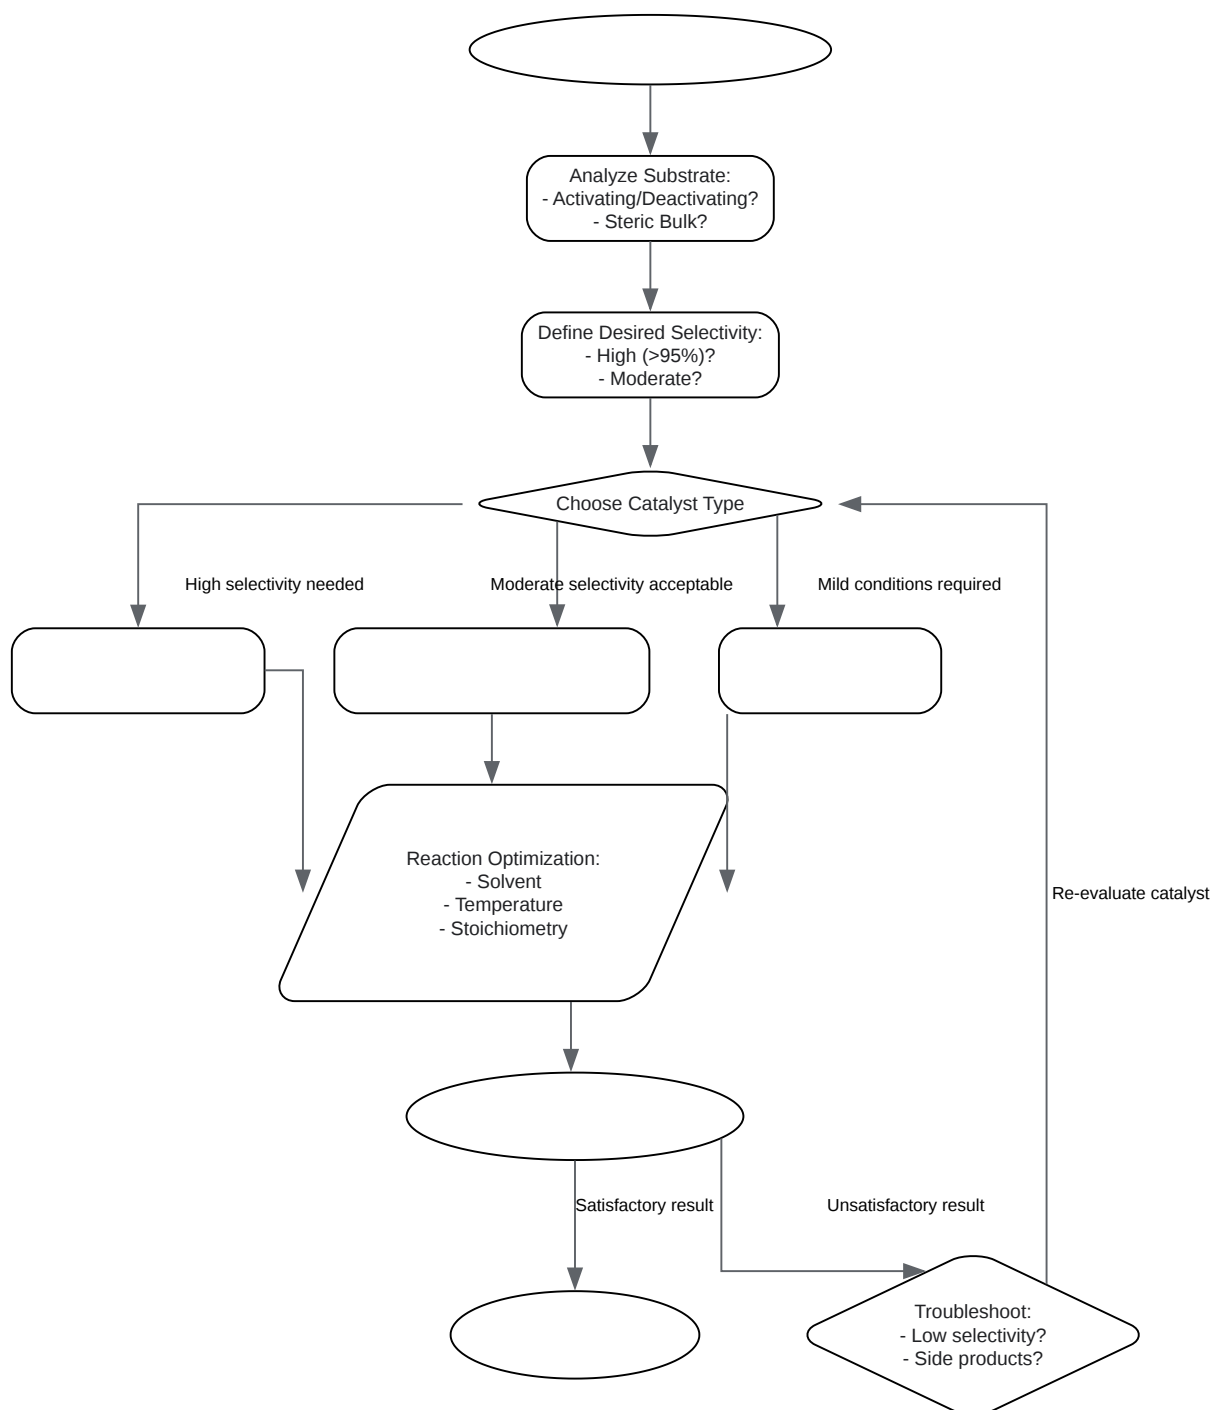 Analyze Substrate:
- Activating/Deactivating?
- Steric Bulk?
Define Desired Selectivity:
- High (>95%)?
- Moderate?
Choose Catalyst Type
High selectivity needed
Moderate selectivity acceptable
Mild conditions required
Reaction Optimization:
- Solvent
- Temperature
- Stoichiometry
Re-evaluate catalyst
Satisfactory result
Unsatisfactory result
Troubleshoot:
- Low selectivity?
- Side products?